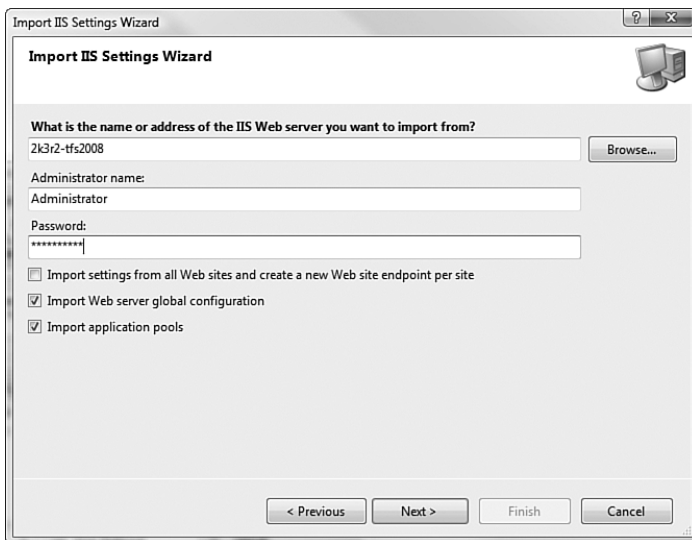 Import IIS Settings Wizard
Import IIS Settings Wizard
What is the name or address of the IIS Web server you want to import from?
2k3r2-tfs2008
Browse...
Administrator name:
Administrator
Password:
**********
Import settings from all Web sites and create a new Web site endpoint per site
Import Web server global configuration
Import application pools
< Previous
Next >
Finish
Cancel